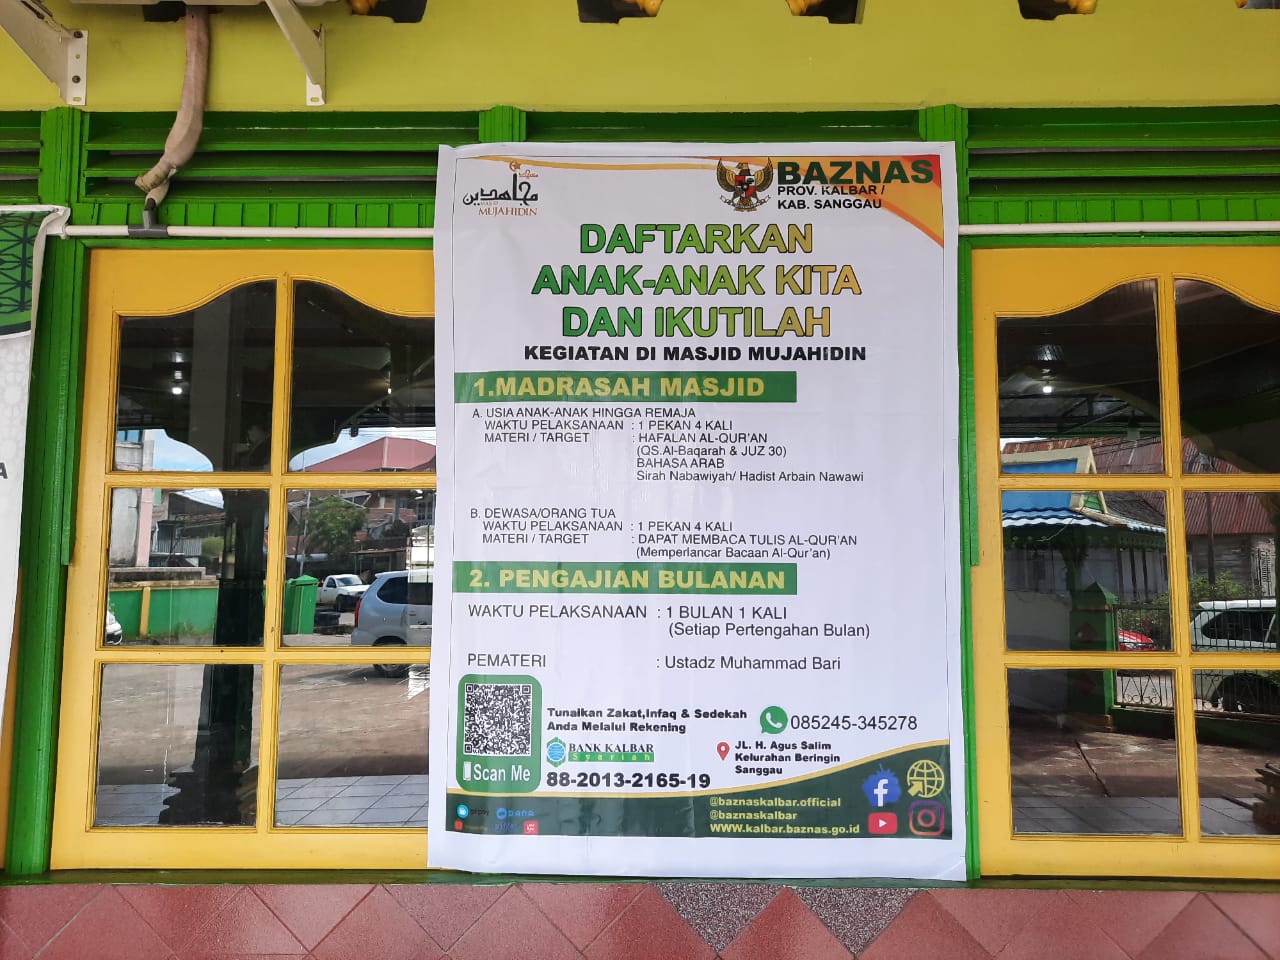 مسجد
مجاهدين
MASJID
MUJAHIDIN
BAZNAS
PROV. KALBAR /
KAB. SANGGAU
DAFTARKAN
ANAK-ANAK KITA
DAN IKUTILAH
KEGIATAN DI MASJID MUJAHiDIN
1.MADRASAH MASJID
A. USIA ANAK-ANAK HINGGA REMAJA
WAKTU PELAKSANAAN : 1 PEKAN 4 KALI
MATERI / TARGET : HAFALAN AL-QUR'AN
(QS.Al-Baqarah & JUZ 30)
BAHASA ARAB
Sirah Nabawiyah/ Hadist Arbain Nawawi
B. DEWASA/ORANG TUA
WAKTU PELAKSANAAN : 1 PEKAN 4 KALI
MATERI / TARGET : DAPAT MEMBACA TULIS AL-QUR'AN
(Memperlancar Bacaan Al-Qur'an)
2. PENGAJIAN BULANAN
WAKTU PELAKSANAAN : 1 BULAN 1 KALI
(Setiap Pertengahan Bulan)
PEMATERI : Ustadz Muhammad Bari
Scan Me
Tunaikan Zakat,Infaq & Sedekah
Anda Melalui Rekening
BANK KALBAR
Syariah
88-2013-2165-19
085245-345278
JL. H. Agus Salim
Kelurahan Beringin
Sanggau
DANA
@baznaskalbar.official
@baznaskalbar
www.kalbar.baznas.go.id
A